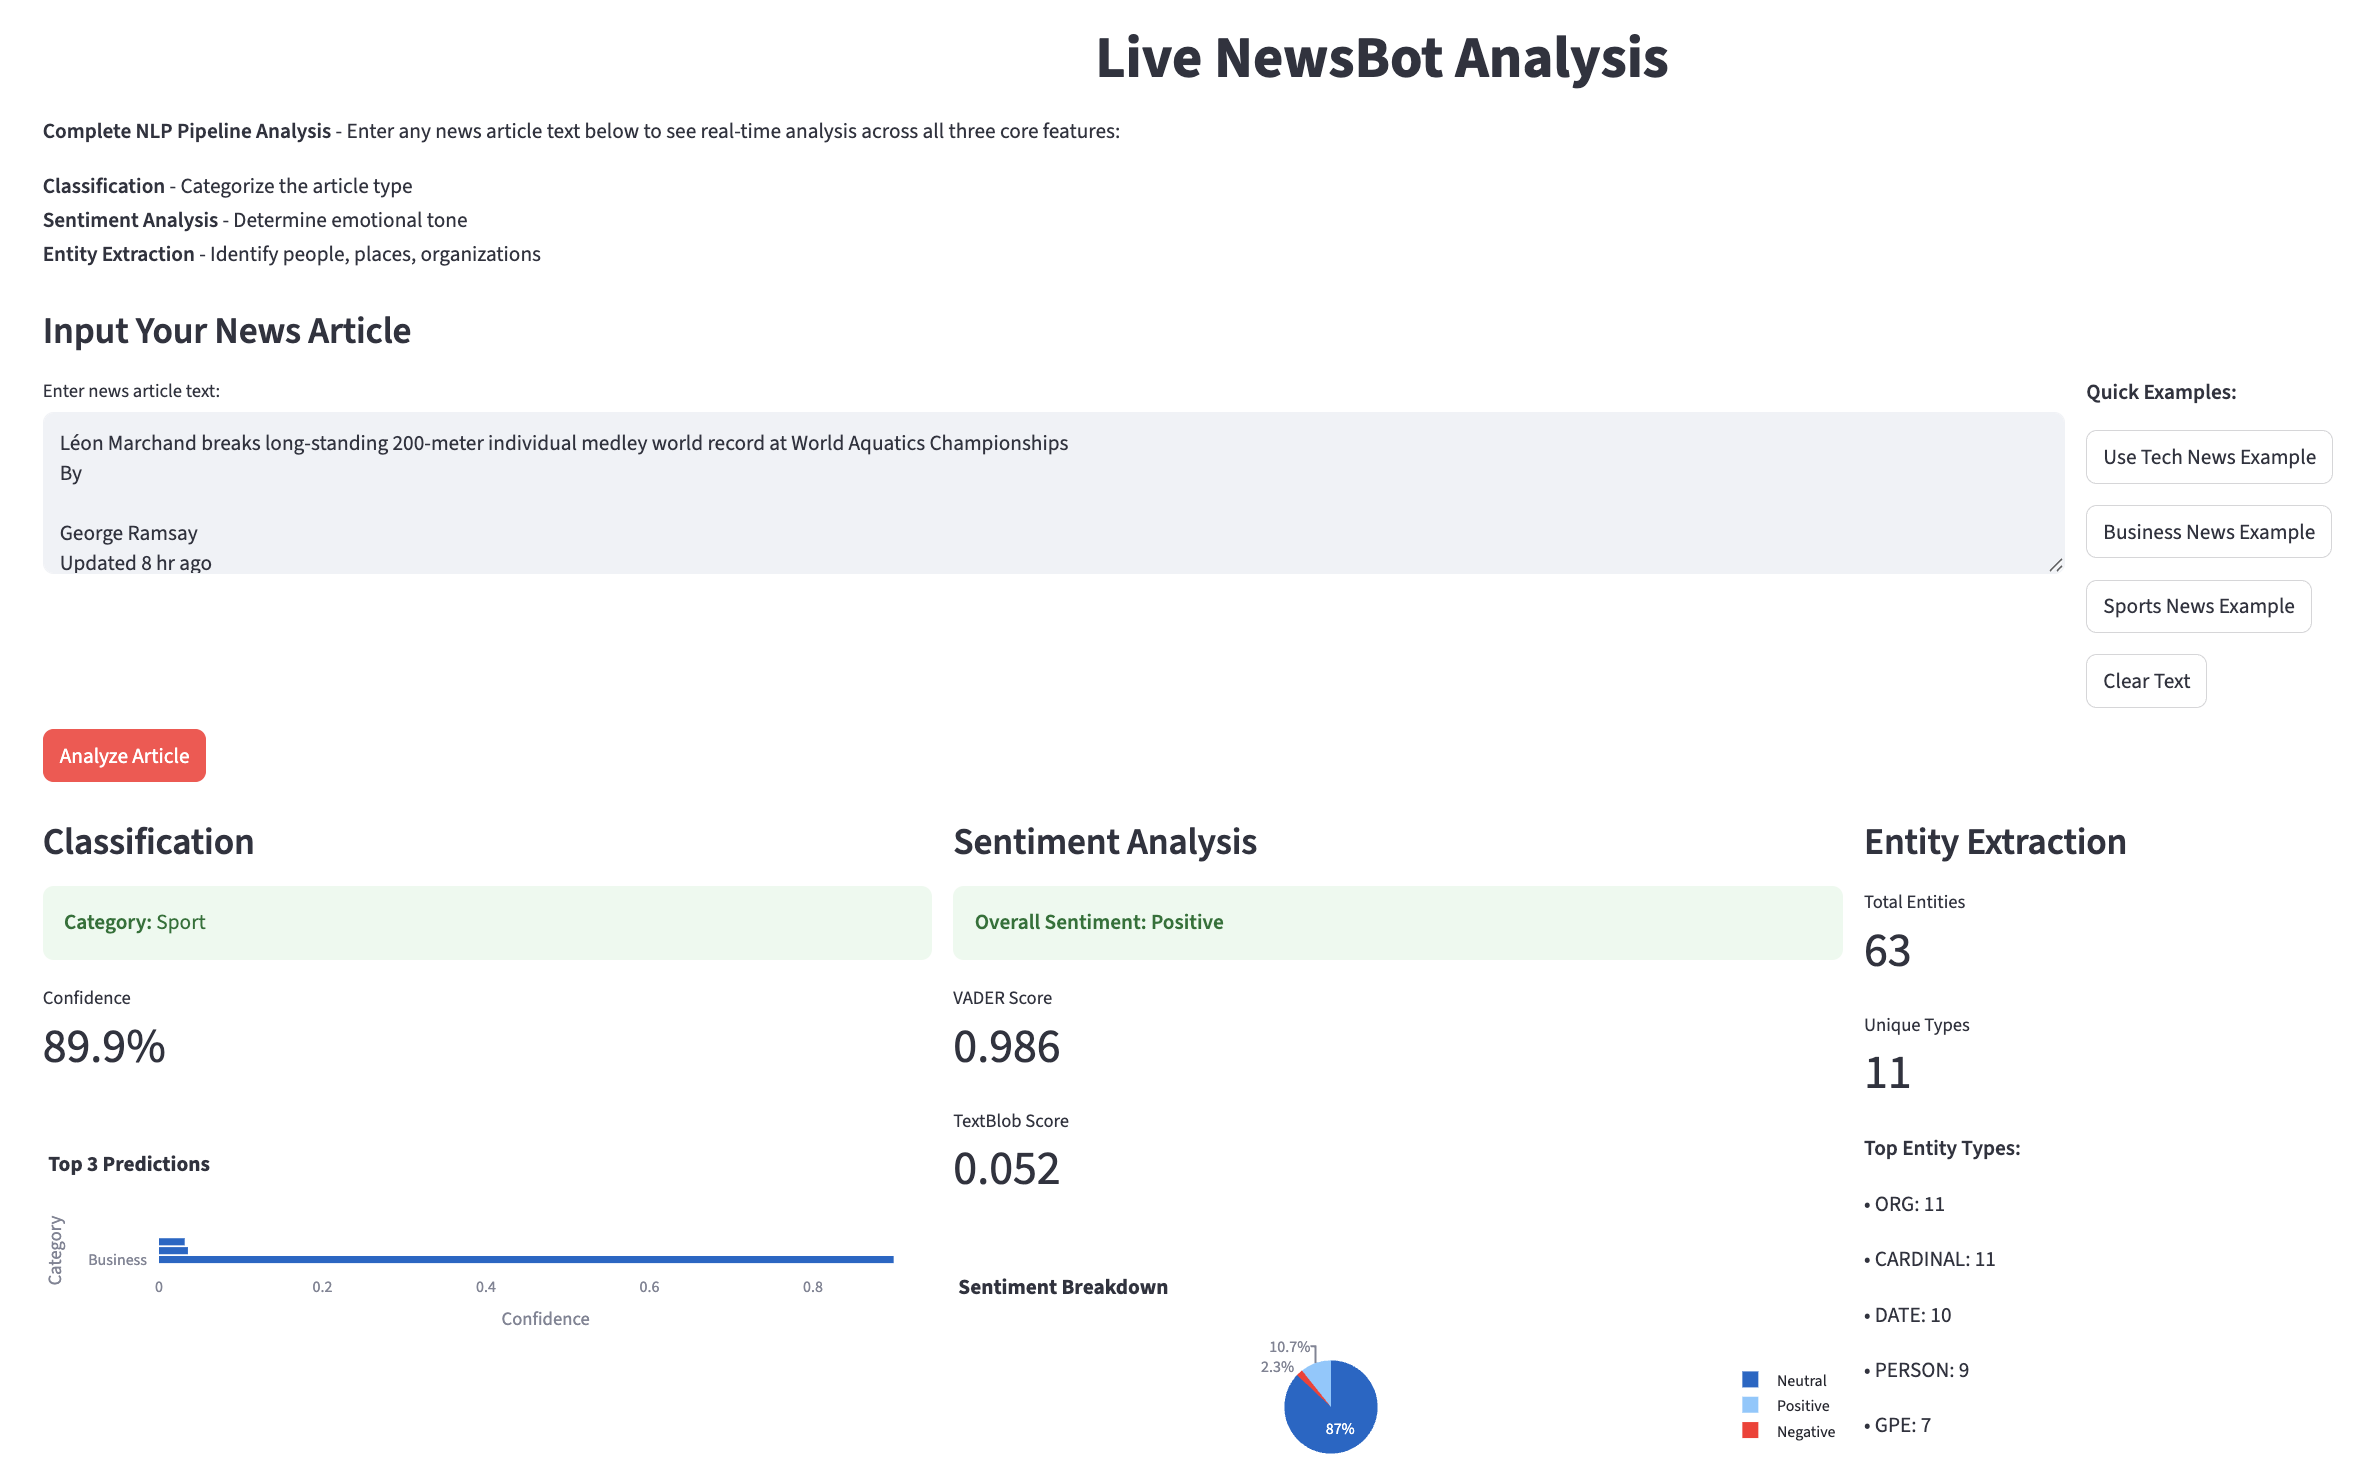 Live NewsBot Analysis
Complete NLP Pipeline Analysis - Enter any news article text below to see real-time analysis across all three core features:
Classification - Categorize the article type
Sentiment Analysis - Determine emotional tone
Entity Extraction - Identify people, places, organizations
Input Your News Article
Enter news article text:
Léon Marchand breaks long-standing 200-meter individual medley world record at World Aquatics Championships
By
George Ramsay
Updated 8 hr ago
Quick Examples:
Use Tech News Example
Business News Example
Sports News Example
Clear Text
Analyze Article
Classification
Category: Sport
Confidence
89.9%
Top 3 Predictions
Category
Business
0 0.2 0.4 0.6 0.8
Confidence
Sentiment Analysis
Overall Sentiment: Positive
VADER Score
0.986
TextBlob Score
0.052
Sentiment Breakdown
10.7%
2.3%
87%
Neutral
Positive
Negative
Entity Extraction
Total Entities
63
Unique Types
11
Top Entity Types:
• ORG: 11
• CARDINAL: 11
• DATE: 10
• PERSON: 9
• GPE: 7